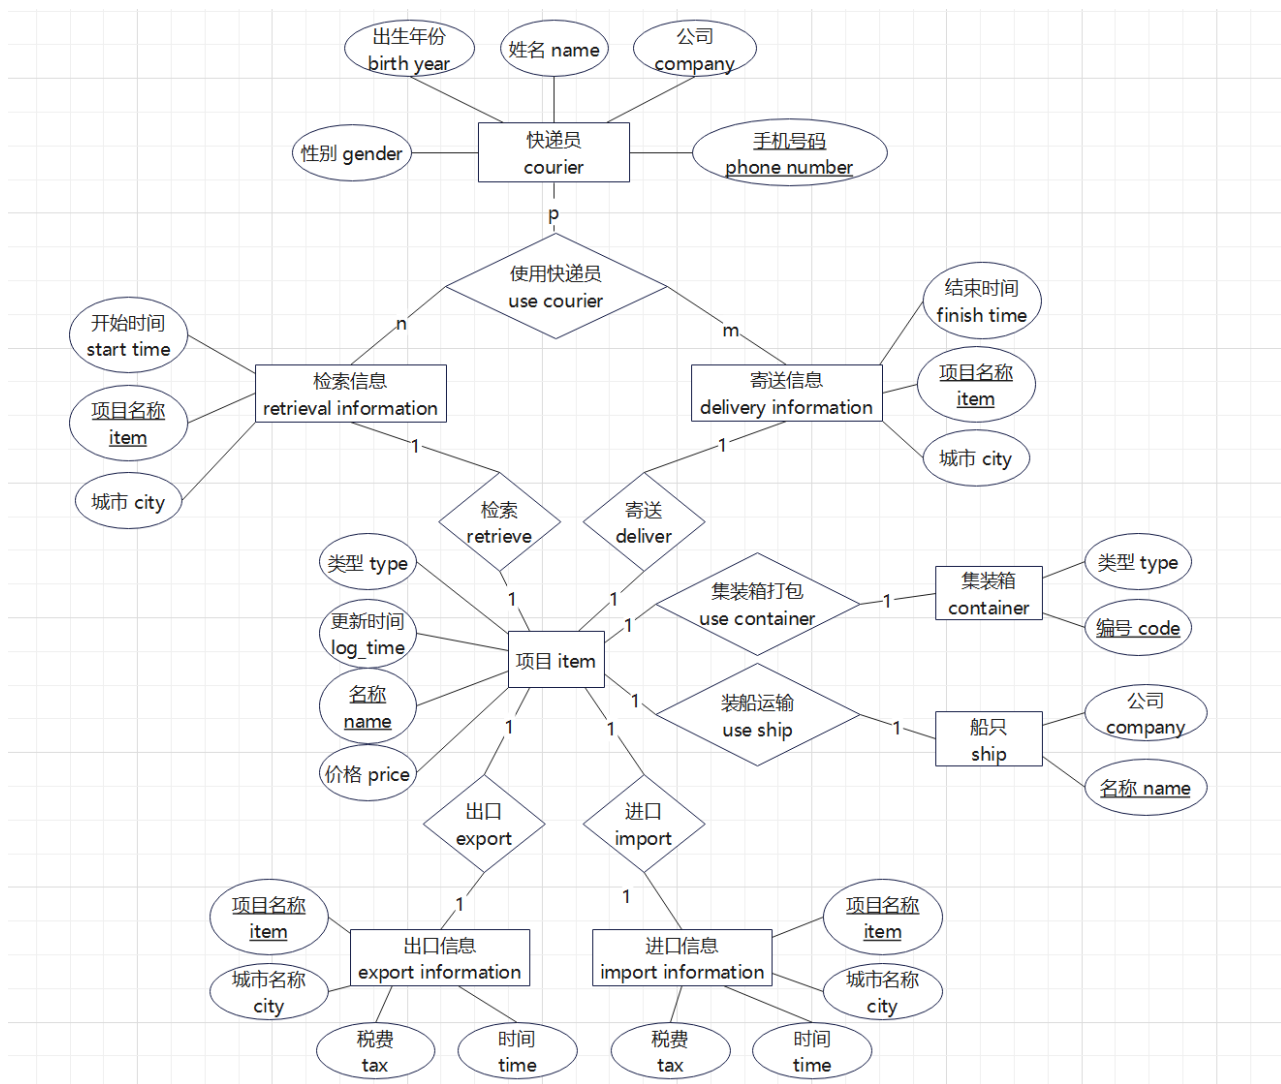 出生年份
birth year
姓名 name
公司
company
性别 gender
快递员
courier
手机号码
phone number
p
使用快递员
use courier
n
m
开始时间
start time
项目名称
item
城市 city
检索信息
retrieval information
寄送信息
delivery information
结束时间
finish time
项目名称
item
城市 city
1
1
检索
retrieve
寄送
deliver
类型 type
更新时间
log_time
名称
name
价格 price
1
1
1
项目 item
集装箱打包
use container
1
集装箱
container
类型 type
编号 code
1
装船运输
use ship
1
船只
ship
公司
company
名称 name
1
1
出口
export
进口
import
1
1
项目名称
item
城市名称
city
出口信息
export information
税费
tax
时间
time
进口信息
import information
项目名称
item
城市名称
city
税费
tax
时间
time